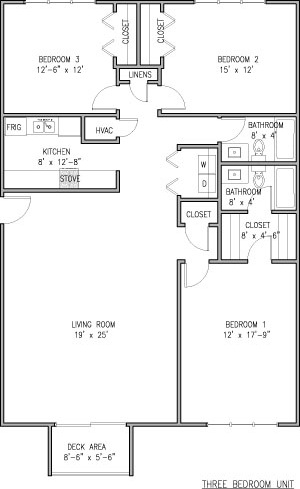 CLOSET
CLOSET
BEDROOM 3
12'-6" x 12'
BEDROOM 2
15' x 12'
LINENS
FRIG
HVAC
BATHROOM
8' x 4'
KITCHEN
8' x 12'-8"
W
D
STOVE
BATHROOM
8' x 4'
CLOSET
CLOSET
8' x 4'-6"
LIVING ROOM
19' x 25'
BEDROOM 1
12' x 17'-9"
DECK AREA
8'-6" x 5'-6"
THREE BEDROOM UNIT